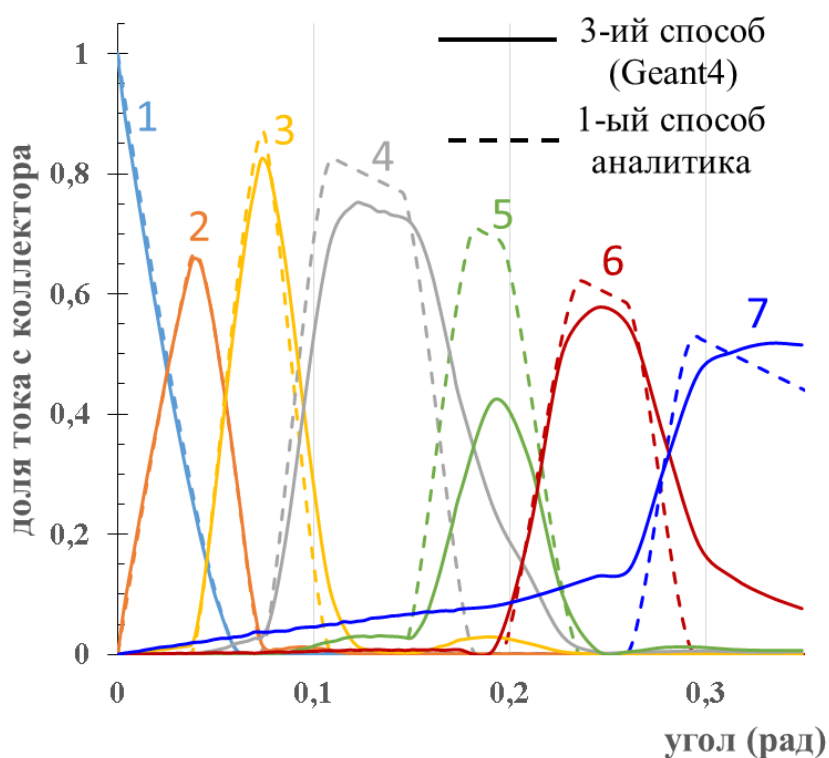 3-ий способ
(Geant4)
1-ый способ
аналитика
доля тока с коллектора
1
0,8
0,6
0,4
0,2
0
1
2
3
4
5
6
7
0
0,1
0,2
0,3
угол (рад)